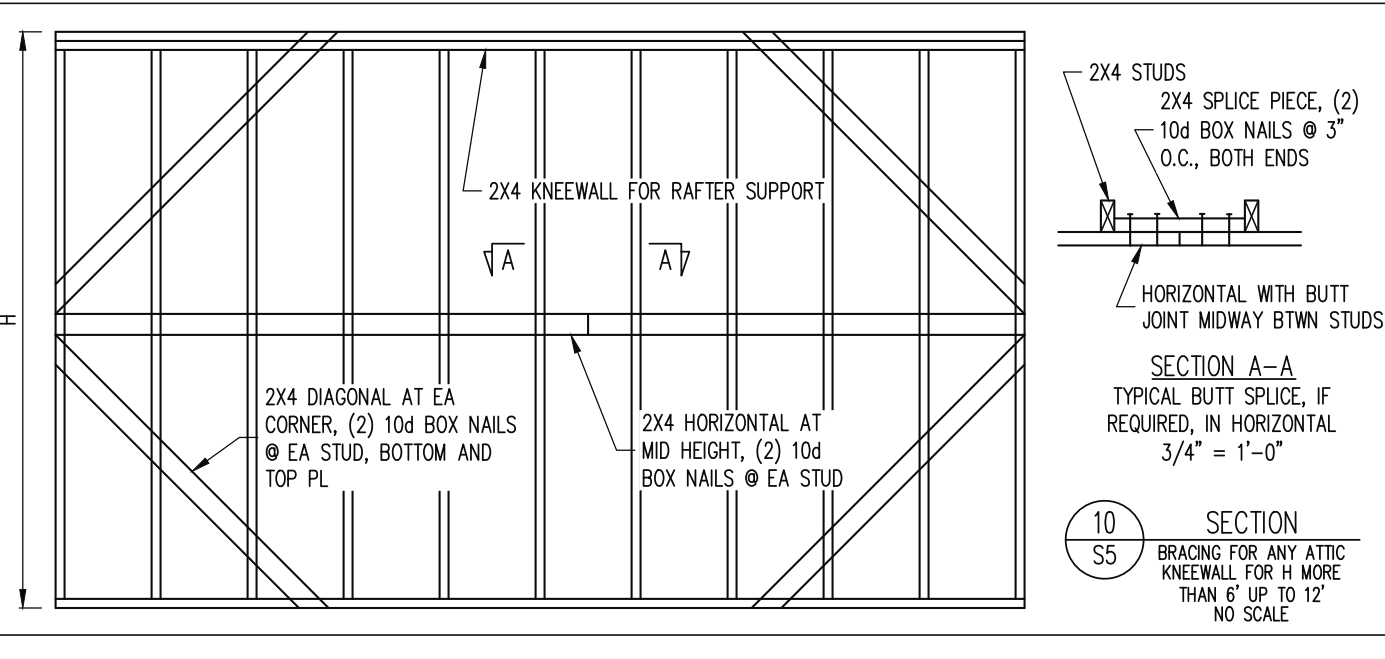 H
2X4 KNEEWALL FOR RAFTER SUPPORT
A
A
2X4 DIAGONAL AT EA
CORNER, (2) 10d BOX NAILS
@ EA STUD, BOTTOM AND
TOP PL
2X4 HORIZONTAL AT
MID HEIGHT, (2) 10d
BOX NAILS @ EA STUD
2X4 STUDS
2X4 SPLICE PIECE, (2)
10d BOX NAILS @ 3"
O.C., BOTH ENDS
HORIZONTAL WITH BUTT
JOINT MIDWAY BTWN STUDS
SECTION A-A
TYPICAL BUTT SPLICE, IF
REQUIRED, IN HORIZONTAL
3/4" = 1'-0"
10
S5
SECTION
BRACING FOR ANY ATTIC
KNEEWALL FOR H MORE
THAN 6' UP TO 12'
NO SCALE